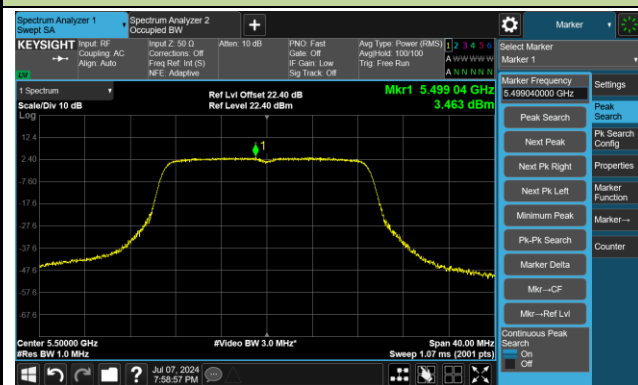 Spectrum Analyzer 1
Swept SA
Spectrum Analyzer 2
Occupied BW
Marker
KEYSIGHT
Input: RF
Coupling: AC
Align: Auto
Input Z: 50 Ω
Corrections: Off
Freq Ref: Int (S)
NFE: Adaptive
Atten: 10 dB
PNO: Fast
Gate: Off
IF Gain: Low
Sig Track: Off
Avg Type: Power (RMS)
Avg|Hold: 100/100
Trig: Free Run
1 2 3 4 5 6
A W W W W W
A N N N N N
Select Marker
Marker 1
1 Spectrum
Scale/Div 10 dB
Log
Ref Lvl Offset 22.40 dB
Ref Level 22.40 dBm
Mkr1 5.499 04 GHz
3.463 dBm
1
12.4
2.40
-7.60
-17.6
-27.6
-37.6
-47.6
-57.6
-67.6
Center 5.50000 GHz
#Res BW 1.0 MHz
#Video BW 3.0 MHz*
Span 40.00 MHz
Sweep 1.07 ms (2001 pts)
Marker Frequency
5.499040000 GHz
Peak Search
Next Peak
Next Pk Right
Next Pk Left
Minimum Peak
Pk-Pk Search
Marker Delta
Mkr→CF
Mkr→Ref Lvl
Continuous Peak
Search
On
Off
Settings
Peak
Search
Pk Search
Config
Properties
Marker
Function
Marker→
Counter
Jul 07, 2024
7:58:57 PM